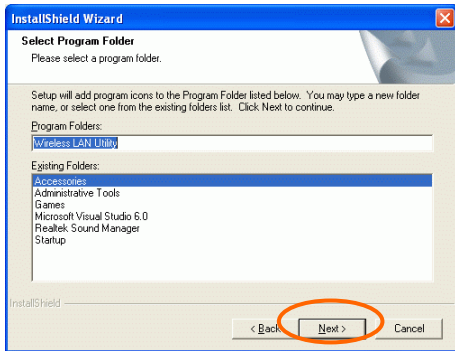 InstallShield Wizard
Select Program Folder
Please select a program folder.
Setup will add program icons to the Program Folder listed below. You may type a new folder
name, or select one from the existing folders list. Click Next to continue.
Program Folders:
Wireless LAN Utility
Existing Folders:
Accessories
Administrative Tools
Games
Microsoft Visual Studio 6.0
Realtek Sound Manager
Startup
InstallShield
< Back Next > Cancel